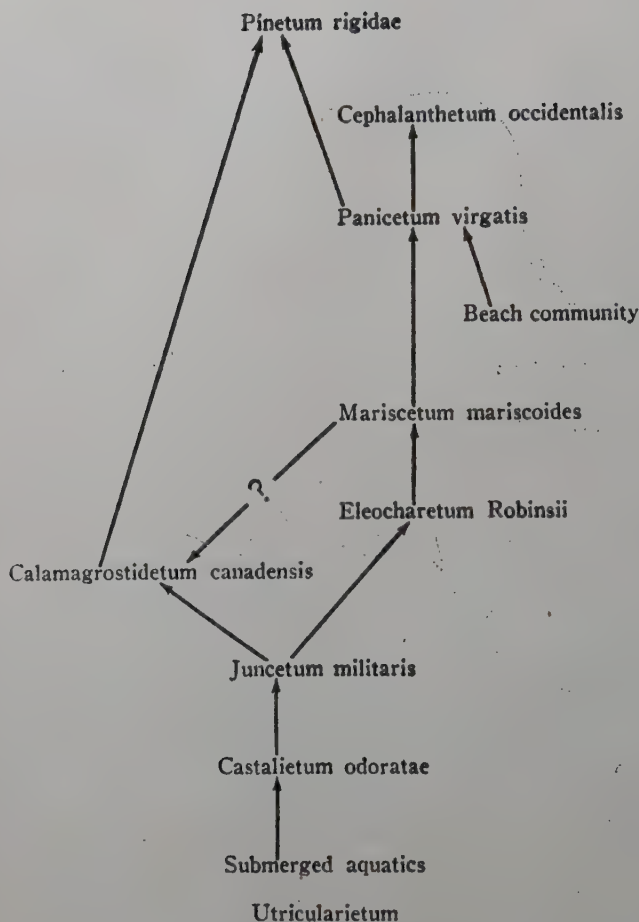 Pinetum rigidae
Cephalanthetum occidentalis
Panicetum virgatis
Beach community
Mariscetum mariscoides
?
Eleocharetum Robinsii
Calamagrostidetum canadensis
Juncetum militaris
Castalietum odoratae
Submerged aquatics
Utricularietum